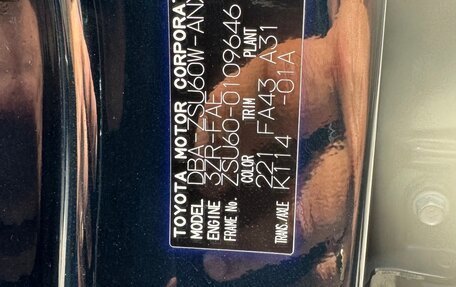 TOYOTA MOTOR CORPORAT
MODEL DBA-ZSU60W-ANX
ENGINE 3ZR-FAE
FRAME No. ZSU60-0109646
COLOR TRIM PLANT
221 FA43 A31
TRANS./AXLE K114 -01A